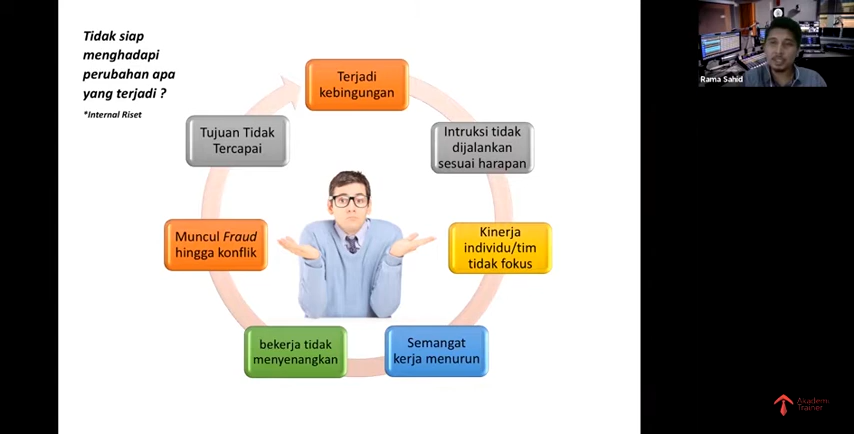 Tidak siap
menghadapi
perubahan apa
yang terjadi ?
*Internal Riset
Terjadi
kebingungan
Intruksi tidak
dijalankan
sesuai harapan
Kinerja
individu/tim
tidak fokus
Semangat
kerja menurun
bekerja tidak
menyenangkan
Muncul Fraud
hingga konflik
Tujuan Tidak
Tercapai
Rama Sahid
Akademi
Trainer